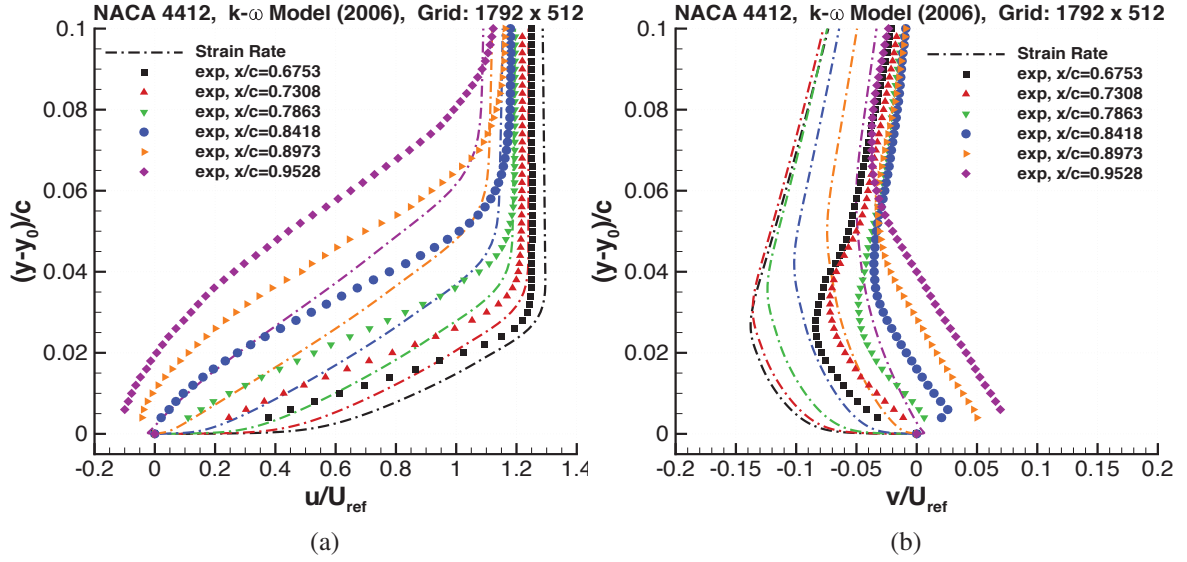 NACA 4412, k-ω Model (2006), Grid: 1792 x 512
0.1
0.08
0.06
0.04
0.02
0
(y-y₀)/c
Strain Rate
exp, x/c=0.6753
exp, x/c=0.7308
exp, x/c=0.7863
exp, x/c=0.8418
exp, x/c=0.8973
exp, x/c=0.9528
-0.2 0 0.2 0.4 0.6 0.8 1 1.2 1.4
u/U_ref
(a)
NACA 4412, k-ω Model (2006), Grid: 1792 x 512
0.1
0.08
0.06
0.04
0.02
0
(y-y₀)/c
Strain Rate
exp, x/c=0.6753
exp, x/c=0.7308
exp, x/c=0.7863
exp, x/c=0.8418
exp, x/c=0.8973
exp, x/c=0.9528
-0.2 -0.15 -0.1 -0.05 0 0.05 0.1 0.15 0.2
v/U_ref
(b)